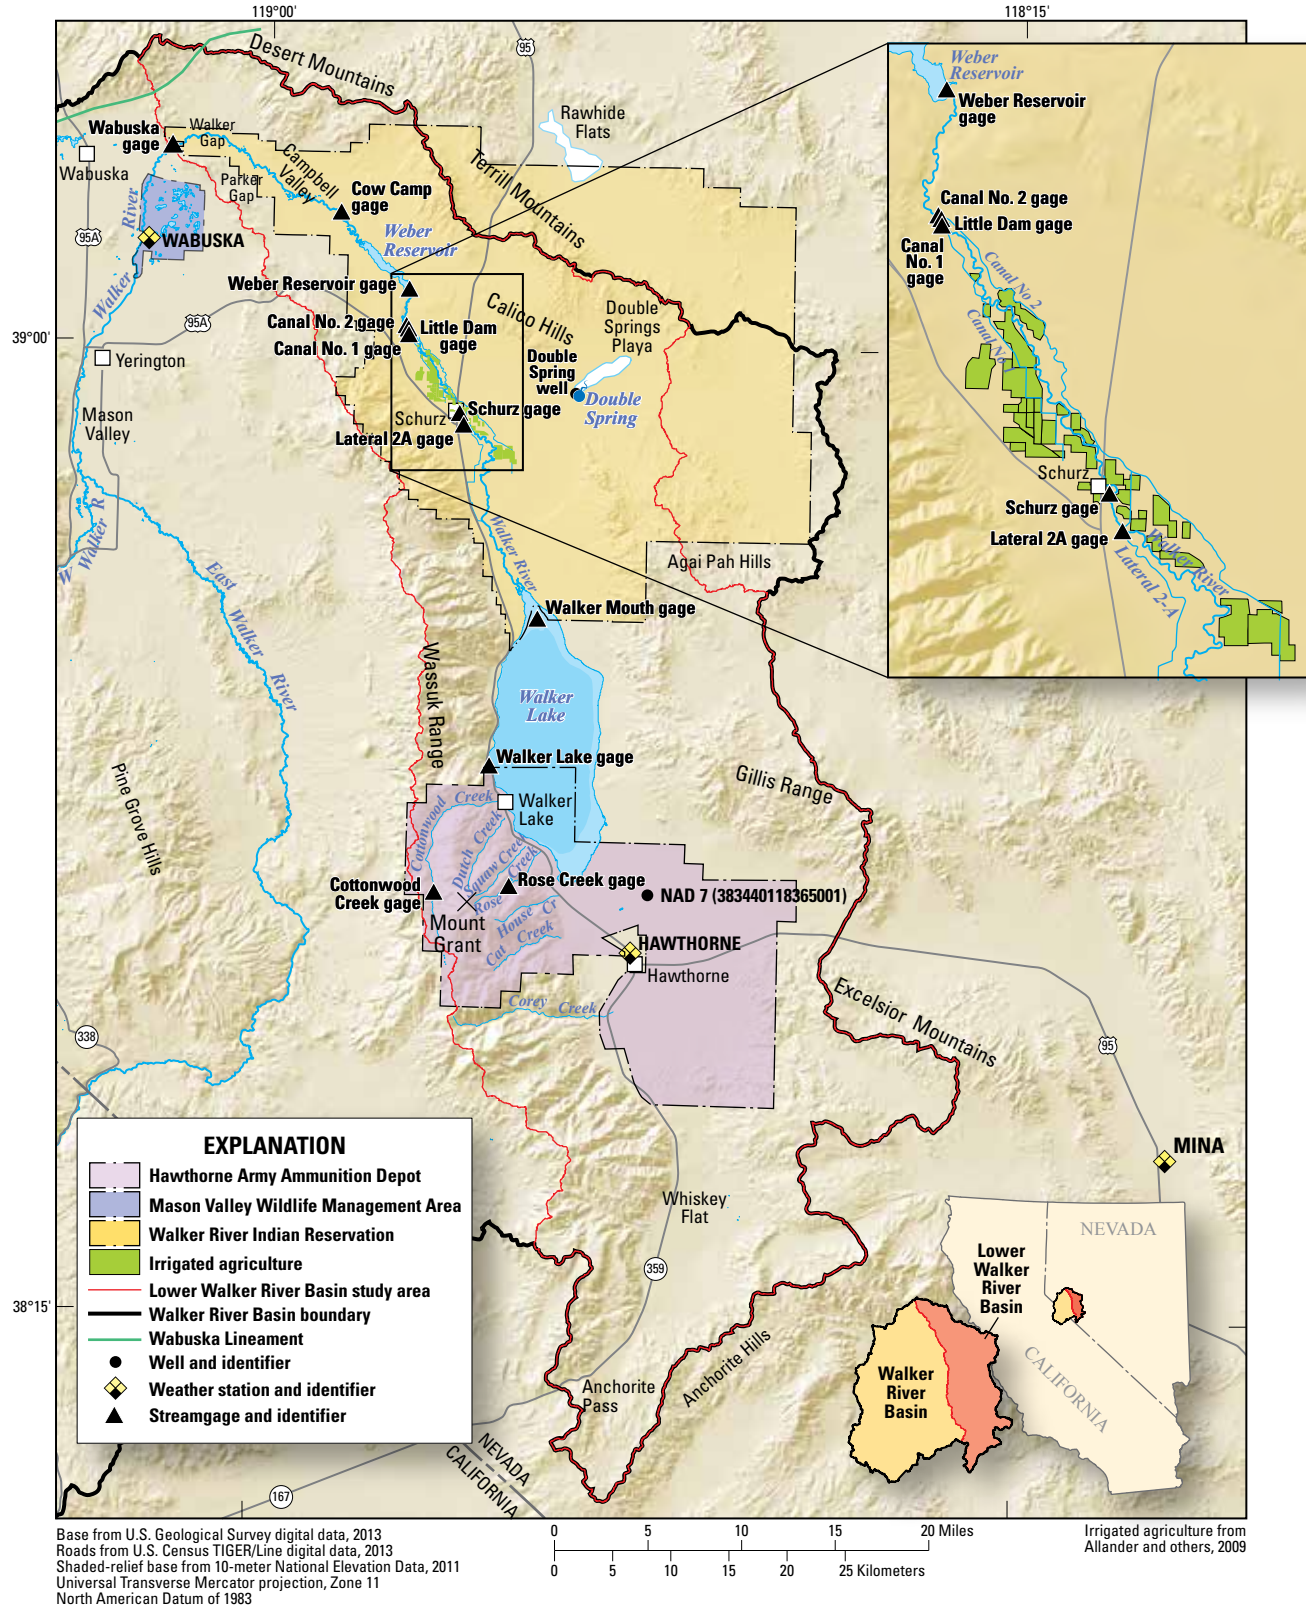 119°00'
118°15'
Desert Mountains
95
Weber
Reservoir
Weber Reservoir
gage
Rawhide
Flats
Wabuska
gage
Walker
Gap
Wabuska
Campbell
Valley
Terrill Mountains
Parker
Gap
Cow Camp
gage
Canal No. 2 gage
Little Dam gage
Canal
No. 1
gage
River
95A
WABUSKA
Weber
Reservoir
Canal No 2
Walker
Weber Reservoir gage
Calico Hills
Double
Springs
Playa
95A
Canal No. 2 gage
Little Dam
gage
Canal No. 1 gage
Canal No 1
39°00'
Yerington
Double
Spring
well
Double
Spring
Mason
Valley
Schurz
Schurz gage
Lateral 2A gage
Schurz
Schurz gage
Lateral 2A gage
Walker River
Lateral 2-A
W Walker R
Walker River
Agai Pah Hills
East Walker River
Walker Mouth gage
Wassuk Range
Walker
Lake
Walker Lake gage
Gillis Range
Pine Grove Hills
Walker
Lake
Cottonwood Creek
Dutch Creek
Squaw Creek
Rose Creek
Cottonwood
Creek gage
Rose Creek gage
NAD 7 (383440118365001)
Mount
Grant
House Cr
Cat Creek
HAWTHORNE
Hawthorne
Corey Creek
Excelsior Mountains
338
95
EXPLANATION
Hawthorne Army Ammunition Depot
Mason Valley Wildlife Management Area
Walker River Indian Reservation
Irrigated agriculture
Lower Walker River Basin study area
Walker River Basin boundary
Wabuska Lineament
Well and identifier
Weather station and identifier
Streamgage and identifier
MINA
Whiskey
Flat
359
38°15'
NEVADA
CALIFORNIA
Lower
Walker
River
Basin
Walker
River
Basin
Anchorite
Pass
Anchorite Hills
NEVADA
CALIFORNIA
167
Base from U.S. Geological Survey digital data, 2013
Roads from U.S. Census TIGER/Line digital data, 2013
Shaded-relief base from 10-meter National Elevation Data, 2011
Universal Transverse Mercator projection, Zone 11
North American Datum of 1983
0 5 10 15 20 Miles
0 5 10 15 20 25 Kilometers
Irrigated agriculture from
Allander and others, 2009